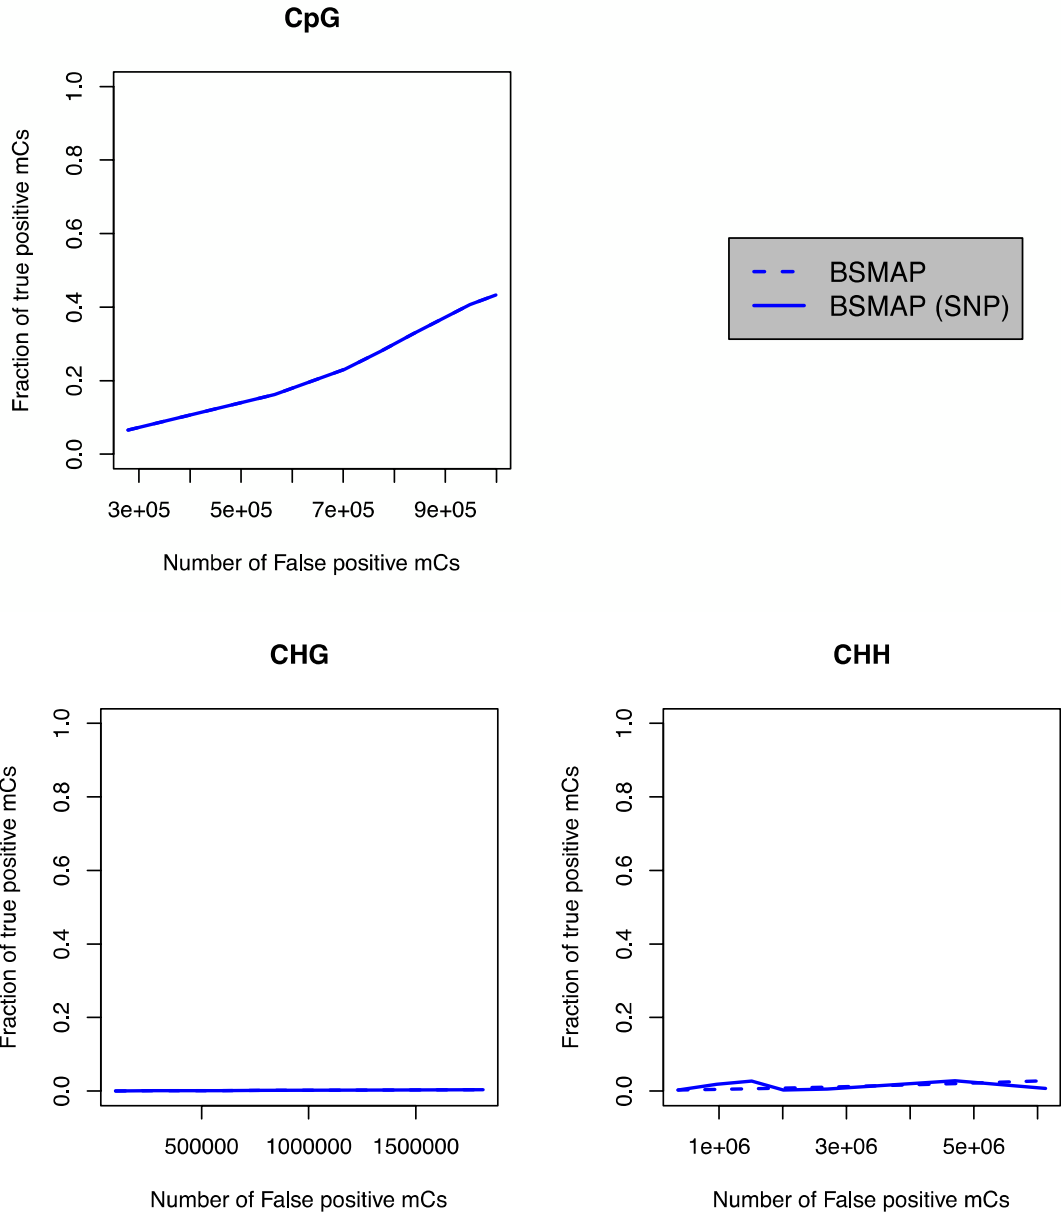 CpG
Fraction of true positive mCs
1.0
0.8
0.6
0.4
0.2
0.0
3e+05 5e+05 7e+05 9e+05
Number of False positive mCs
BSMAP
BSMAP (SNP)
CHG
Fraction of true positive mCs
1.0
0.8
0.6
0.4
0.2
0.0
500000 1000000 1500000
Number of False positive mCs
CHH
Fraction of true positive mCs
1.0
0.8
0.6
0.4
0.2
0.0
1e+06 3e+06 5e+06
Number of False positive mCs